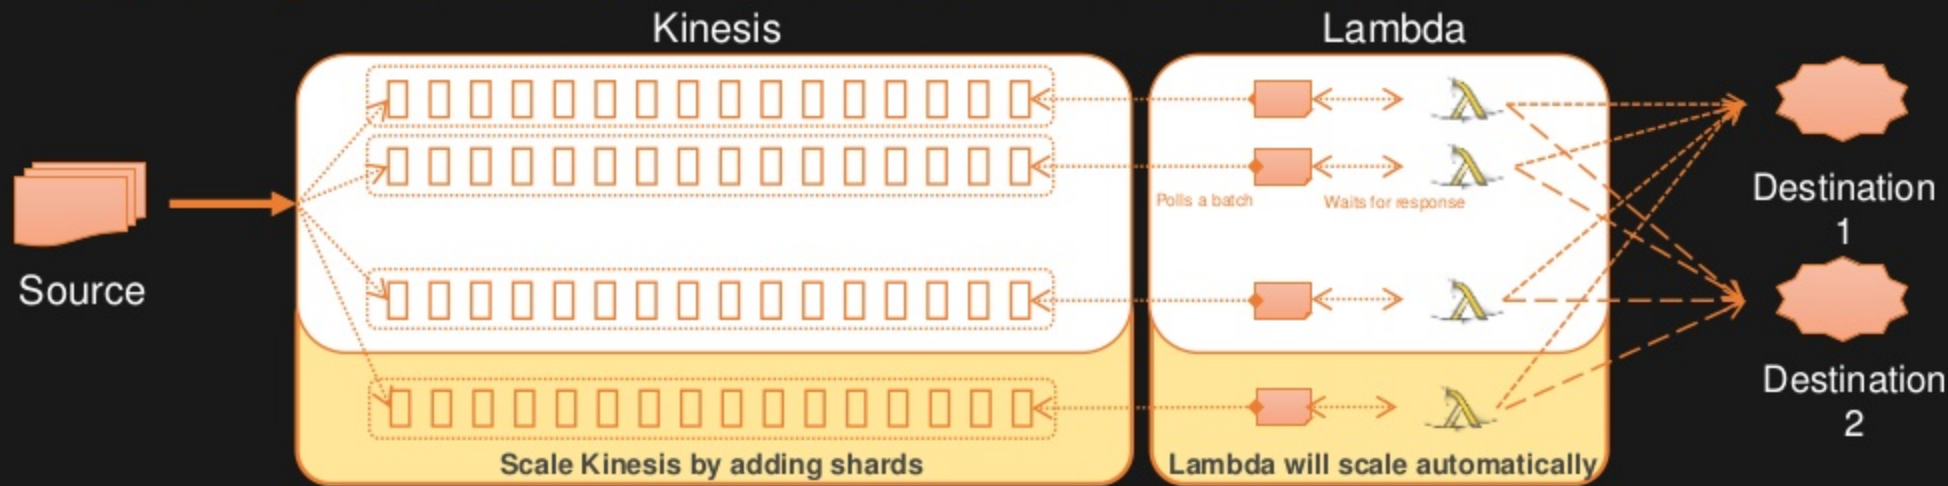 Kinesis
Lambda
Source
Polls a batch
Waits for response
Destination
1
Destination
2
Scale Kinesis by adding shards
Lambda will scale automatically